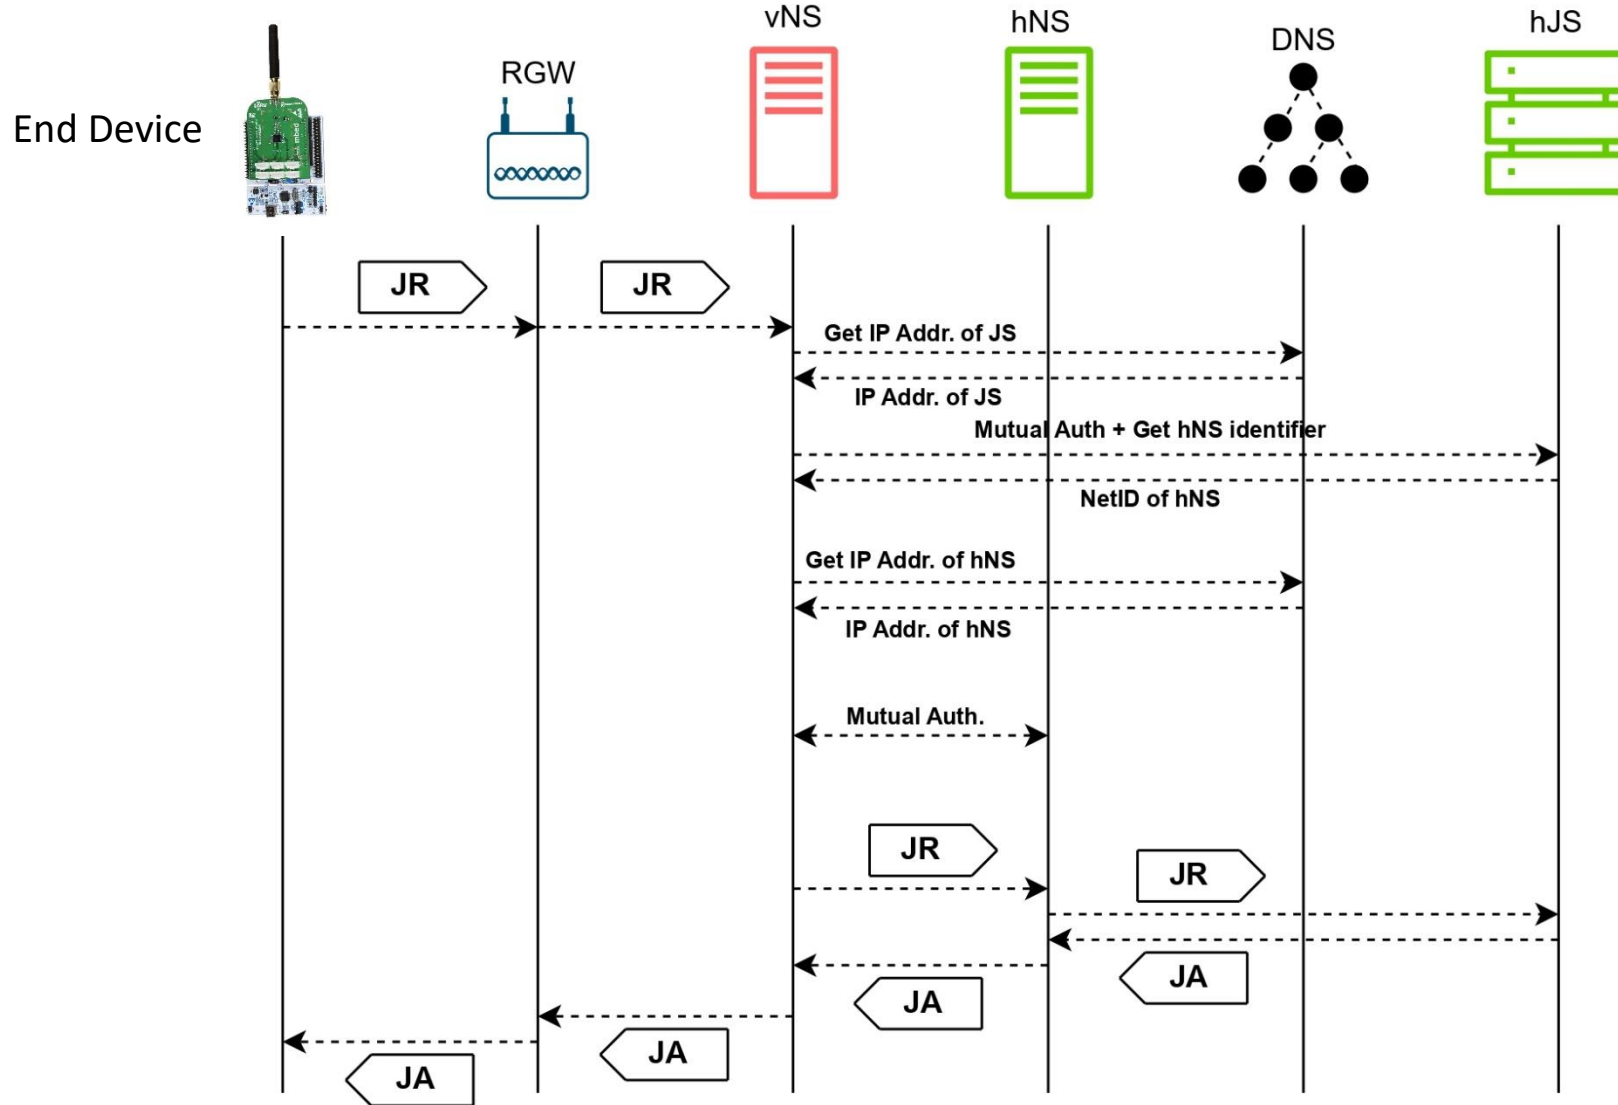 vNS
hNS
hJS
DNS
RGW
End Device
JR
JR
Get IP Addr. of JS
IP Addr. of JS
Mutual Auth + Get hNS identifier
NetID of hNS
Get IP Addr. of hNS
IP Addr. of hNS
Mutual Auth.
JR
JR
JA
JA
JA
JA